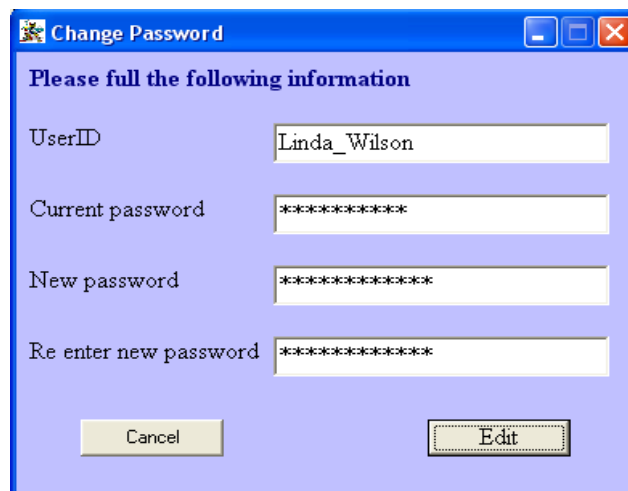 Change Password
Please full the following information
UserID Linda_Wilson
Current password **********
New password ************
Re enter new password ************
Cancel Edit